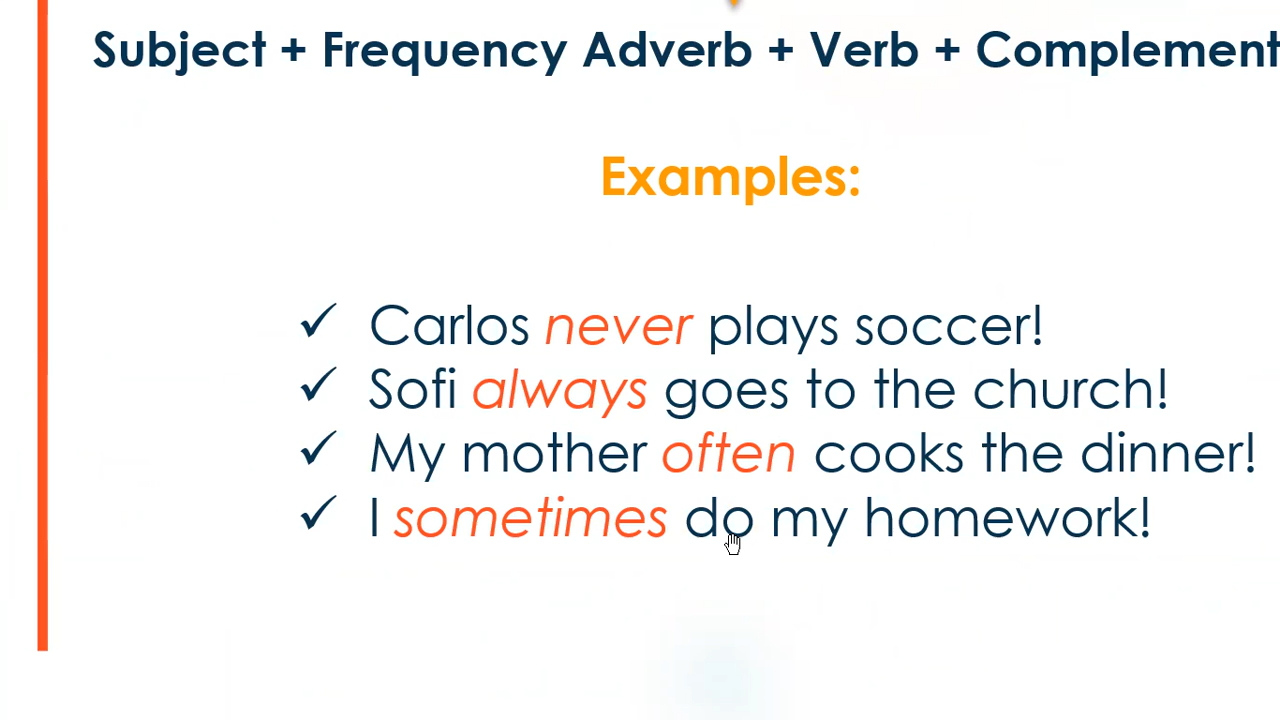 Subject + Frequency Adverb + Verb + Complement
Examples:
✓ Carlos never plays soccer!
✓ Sofi always goes to the church!
✓ My mother often cooks the dinner!
✓ I sometimes do my homework!